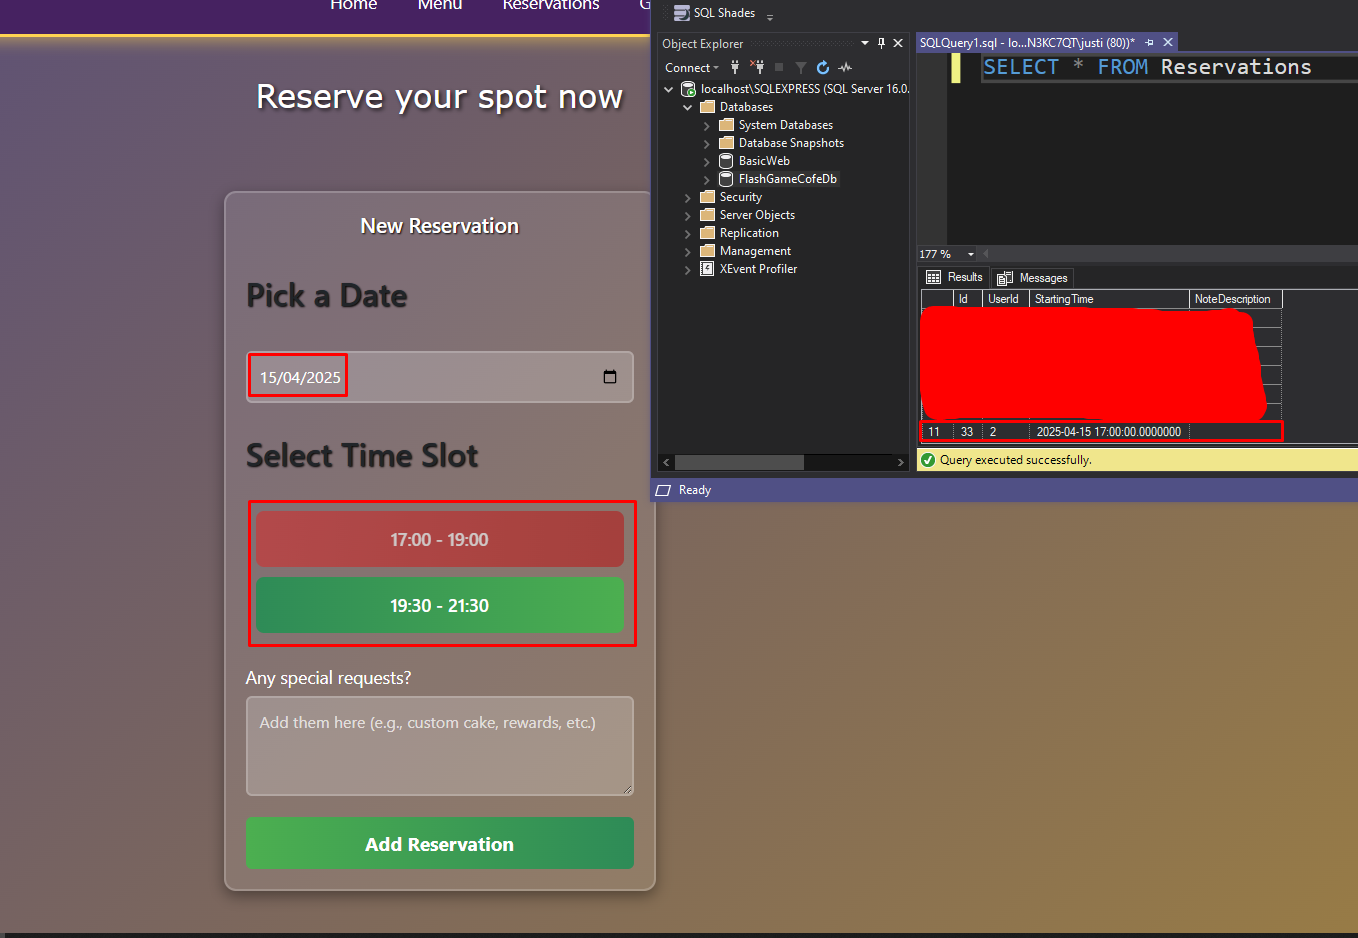 Home Menu Reservations G
Reserve your spot now
New Reservation
Pick a Date
15/04/2025
Select Time Slot
17:00 - 19:00
19:30 - 21:30
Any special requests?
Add them here (e.g., custom cake, rewards, etc.)
Add Reservation
SQL Shades
Object Explorer
Connect
localhost\SQLEXPRESS (SQL Server 16.0.
Databases
System Databases
Database Snapshots
BasicWeb
FlashGameCofeDb
Security
Server Objects
Replication
Management
XEvent Profiler
SQLQuery1.sql - lo...N3KC7QT\justi (80))*
SELECT * FROM Reservations
177 %
Results Messages
Id UserId StartingTime NoteDescription
11 33 2 2025-04-15 17:00:00.0000000
Query executed successfully.
Ready